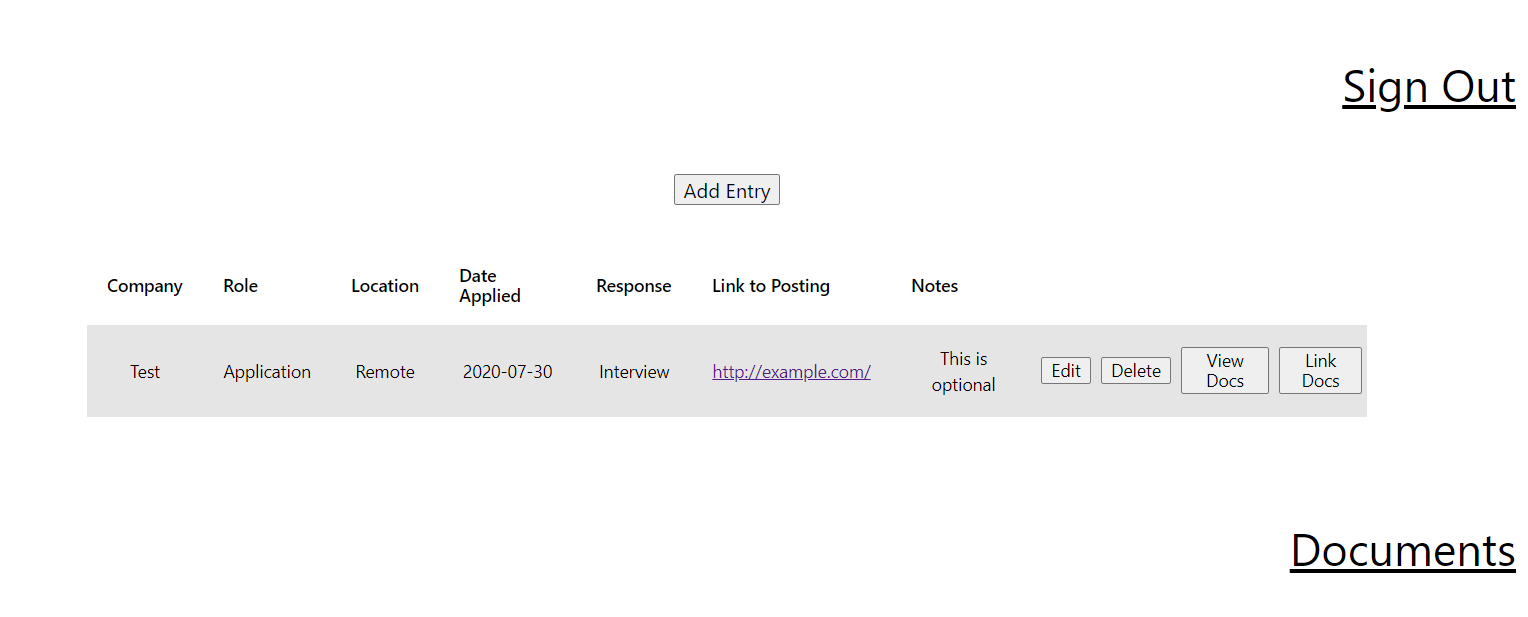 Sign Out
Add Entry
Company Role Location Date Applied Response Link to Posting Notes
Test Application Remote 2020-07-30 Interview http://example.com/ This is optional Edit Delete View Docs Link Docs
Documents